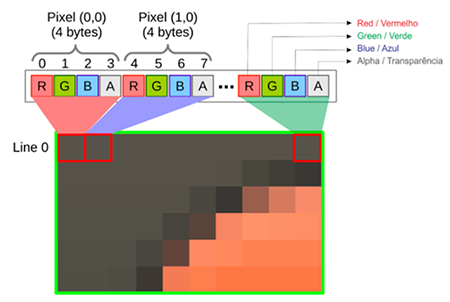 Pixel (0,0) Pixel (1,0)
(4 bytes) (4 bytes)
0 1 2 3 4 5 6 7
R G B A R G B A ••• R G B A
Red / Vermelho
Green / Verde
Blue / Azul
Alpha / Transparência
Line 0